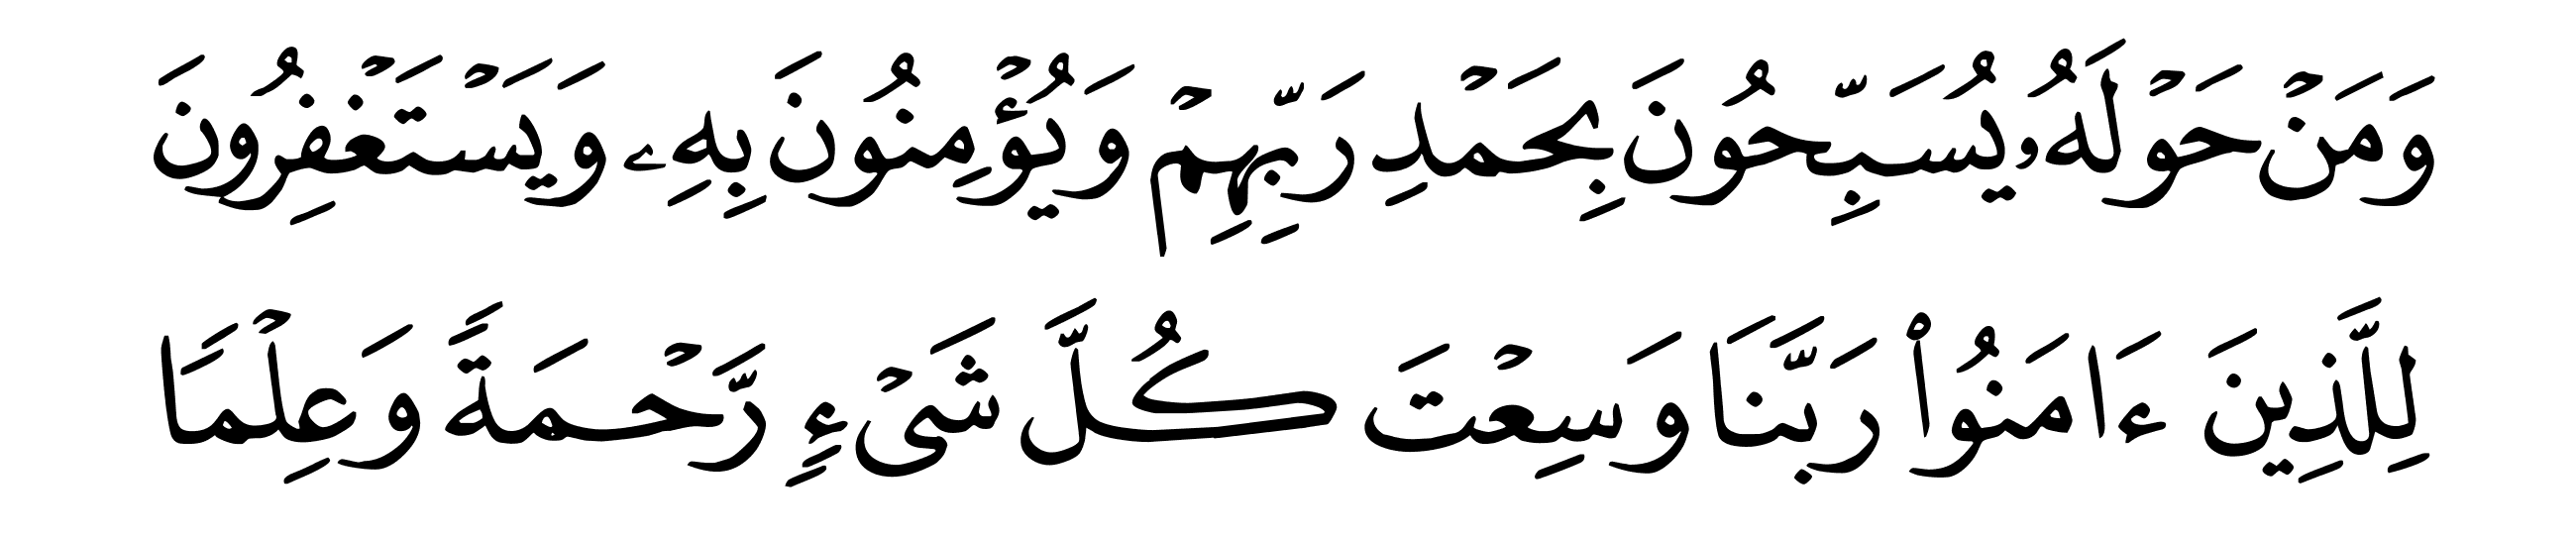 وَمَنْ حَوْلَهُۥ يُسَبِّحُونَ بِحَمْدِ رَبِّهِمْ وَيُؤْمِنُونَ بِهِۦ وَيَسْتَغْفِرُونَ
لِلَّذِينَ ءَامَنُوا۟ رَبَّنَا وَسِعْتَ كُلَّ شَىْءٍ رَّحْمَةً وَعِلْمًا